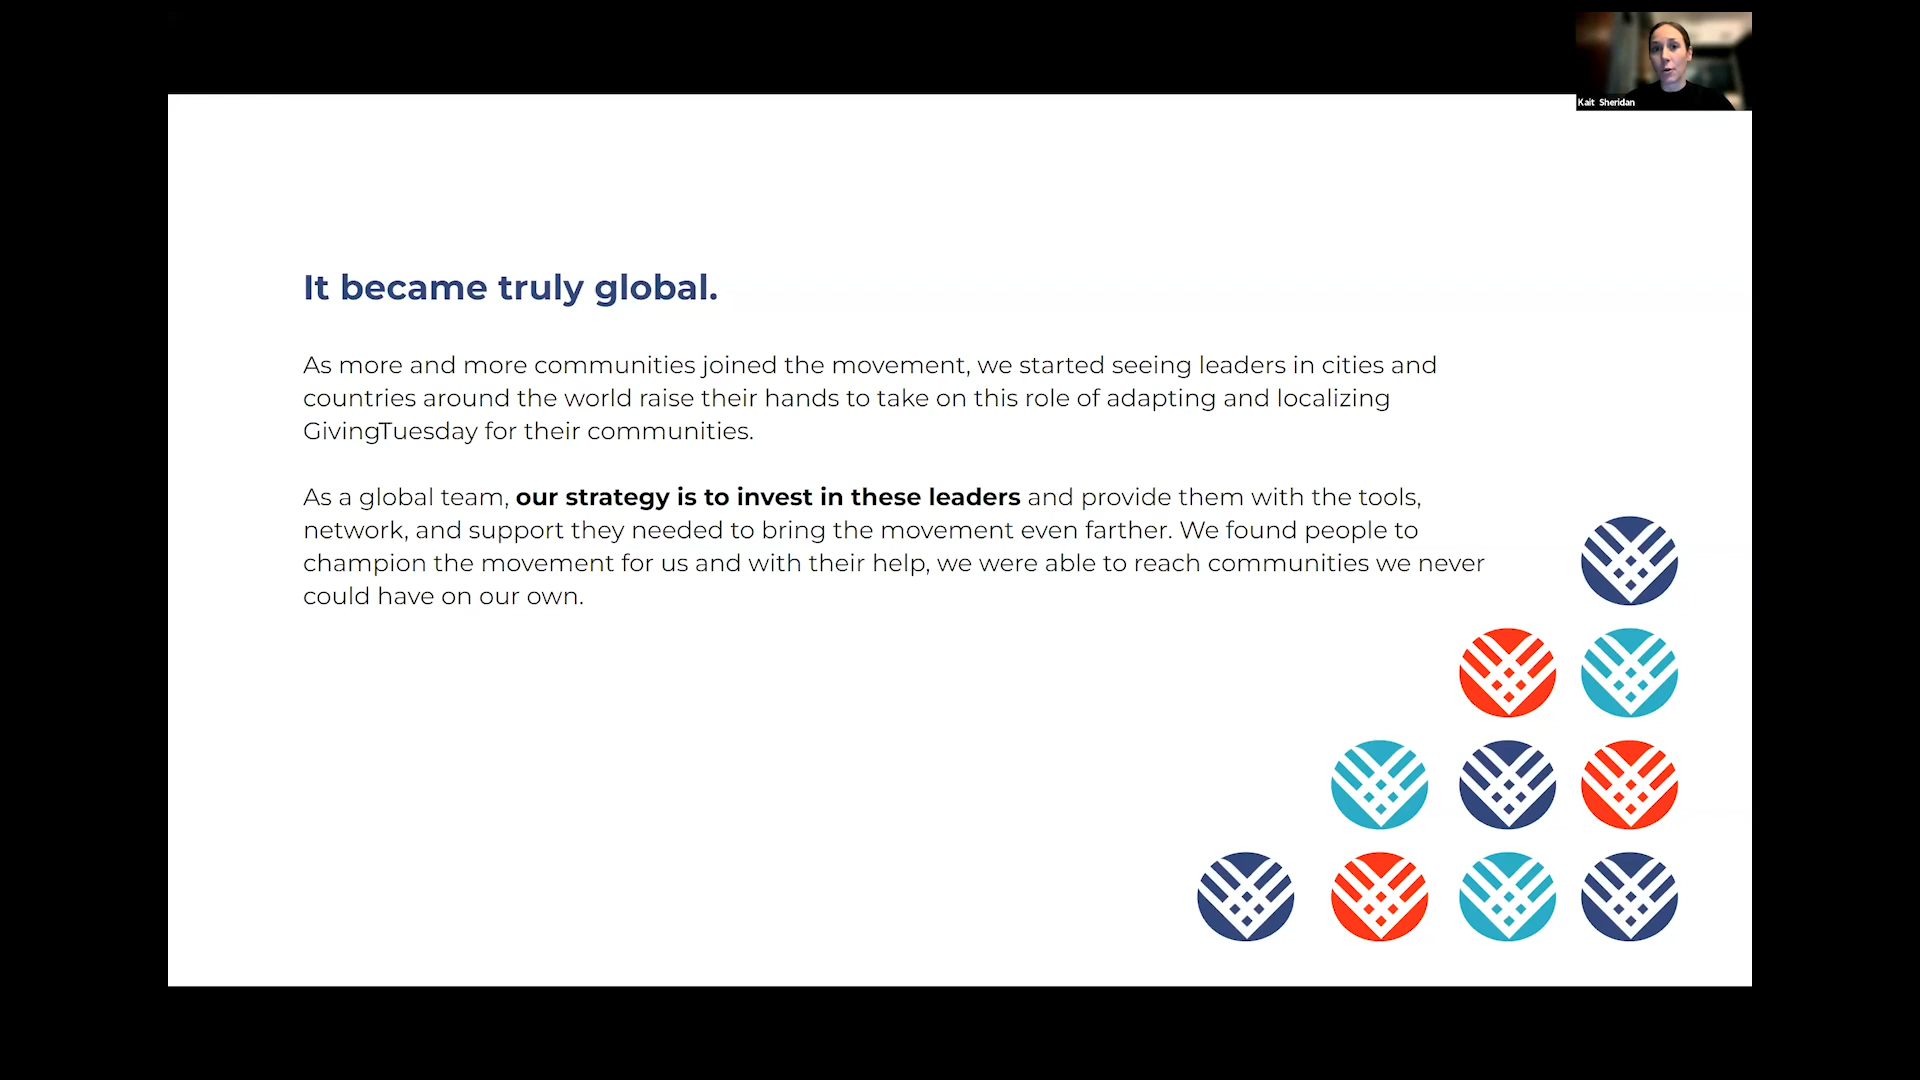 Kait Sheridan
It became truly global.
As more and more communities joined the movement, we started seeing leaders in cities and
countries around the world raise their hands to take on this role of adapting and localizing
GivingTuesday for their communities.
As a global team, our strategy is to invest in these leaders and provide them with the tools,
network, and support they needed to bring the movement even farther. We found people to
champion the movement for us and with their help, we were able to reach communities we never
could have on our own.